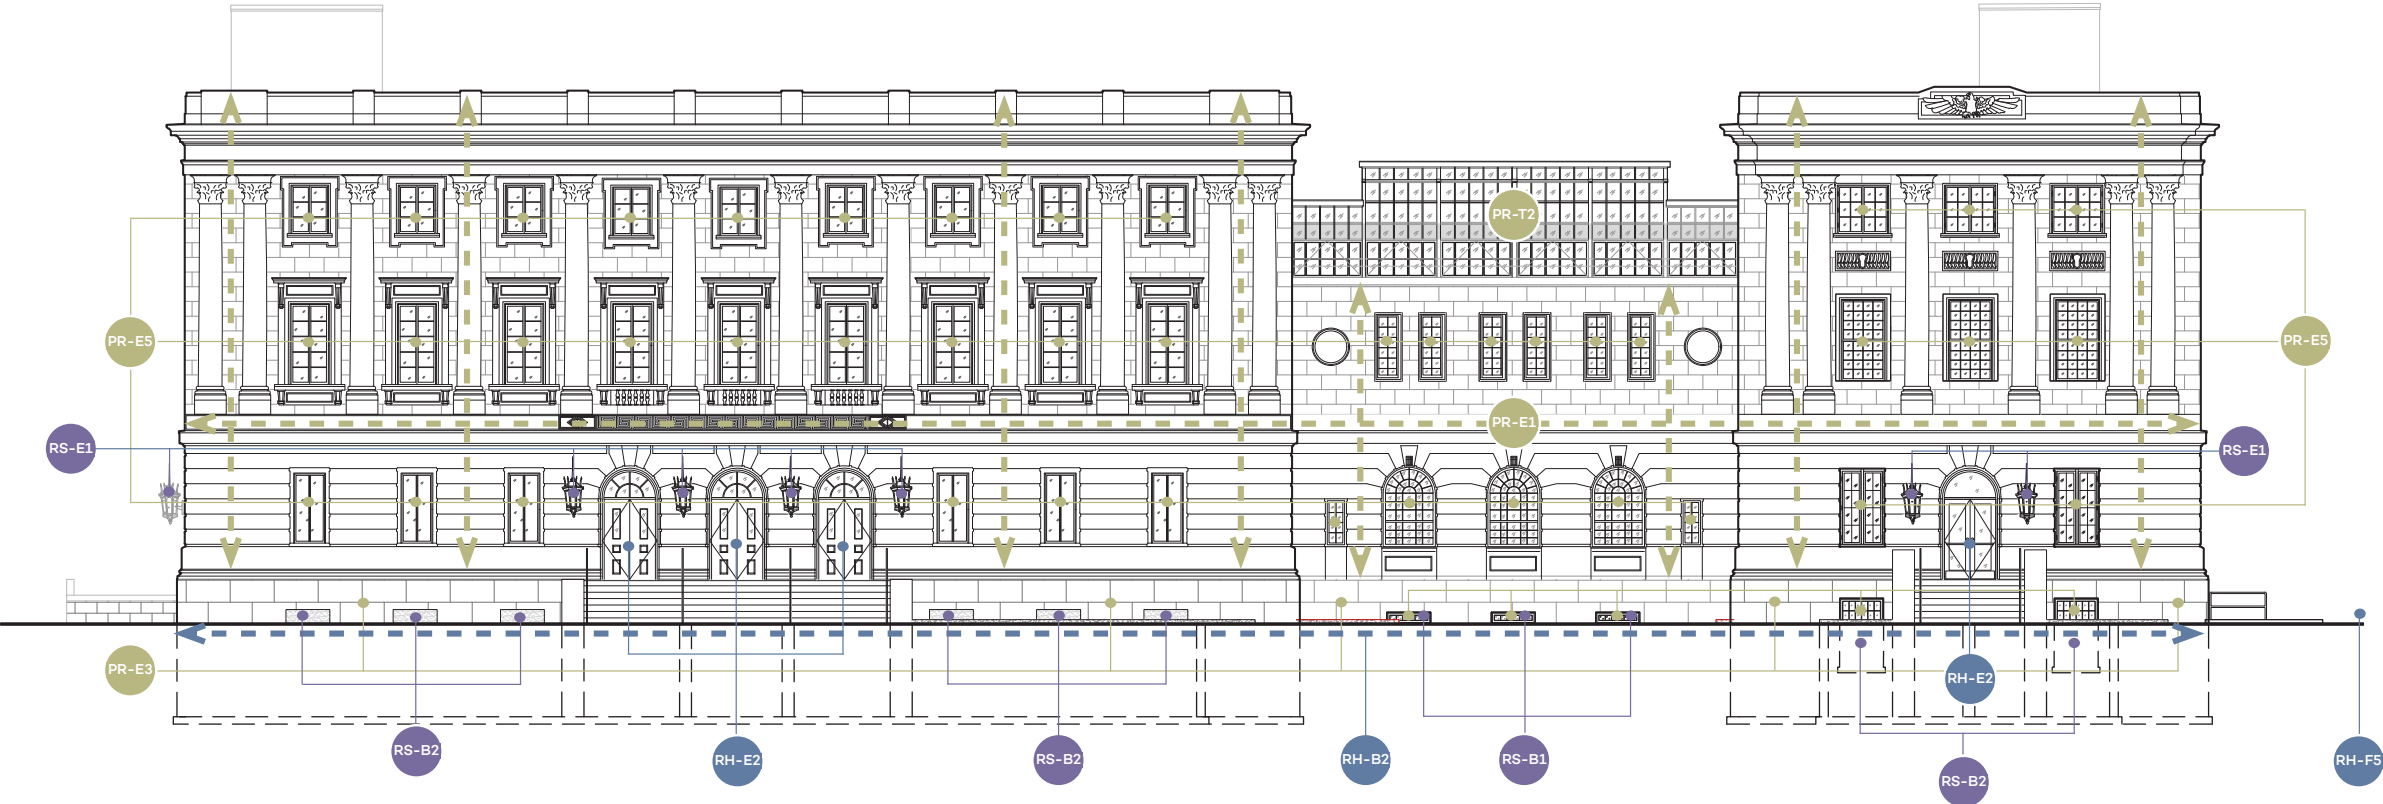 PR-T2
PR-E5
PR-E5
PR-E1
RS-E1
RS-E1
PR-E3
RH-E2
RS-B2
RH-E2
RS-B2
RH-B2
RS-B1
RS-B2
RH-F5